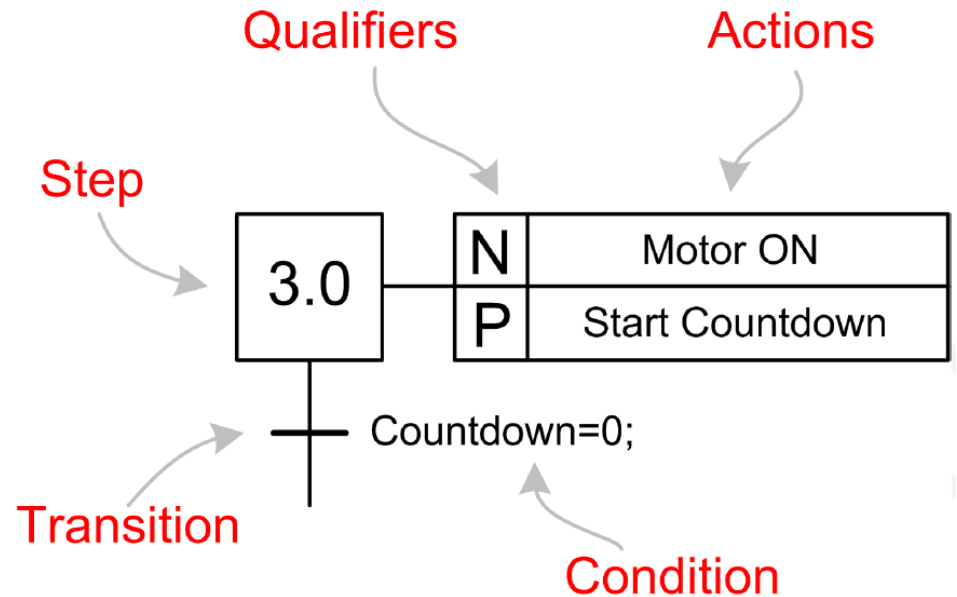 Qualifiers
Actions
Step
3.0
N
Motor ON
P
Start Countdown
Countdown=0;
Transition
Condition